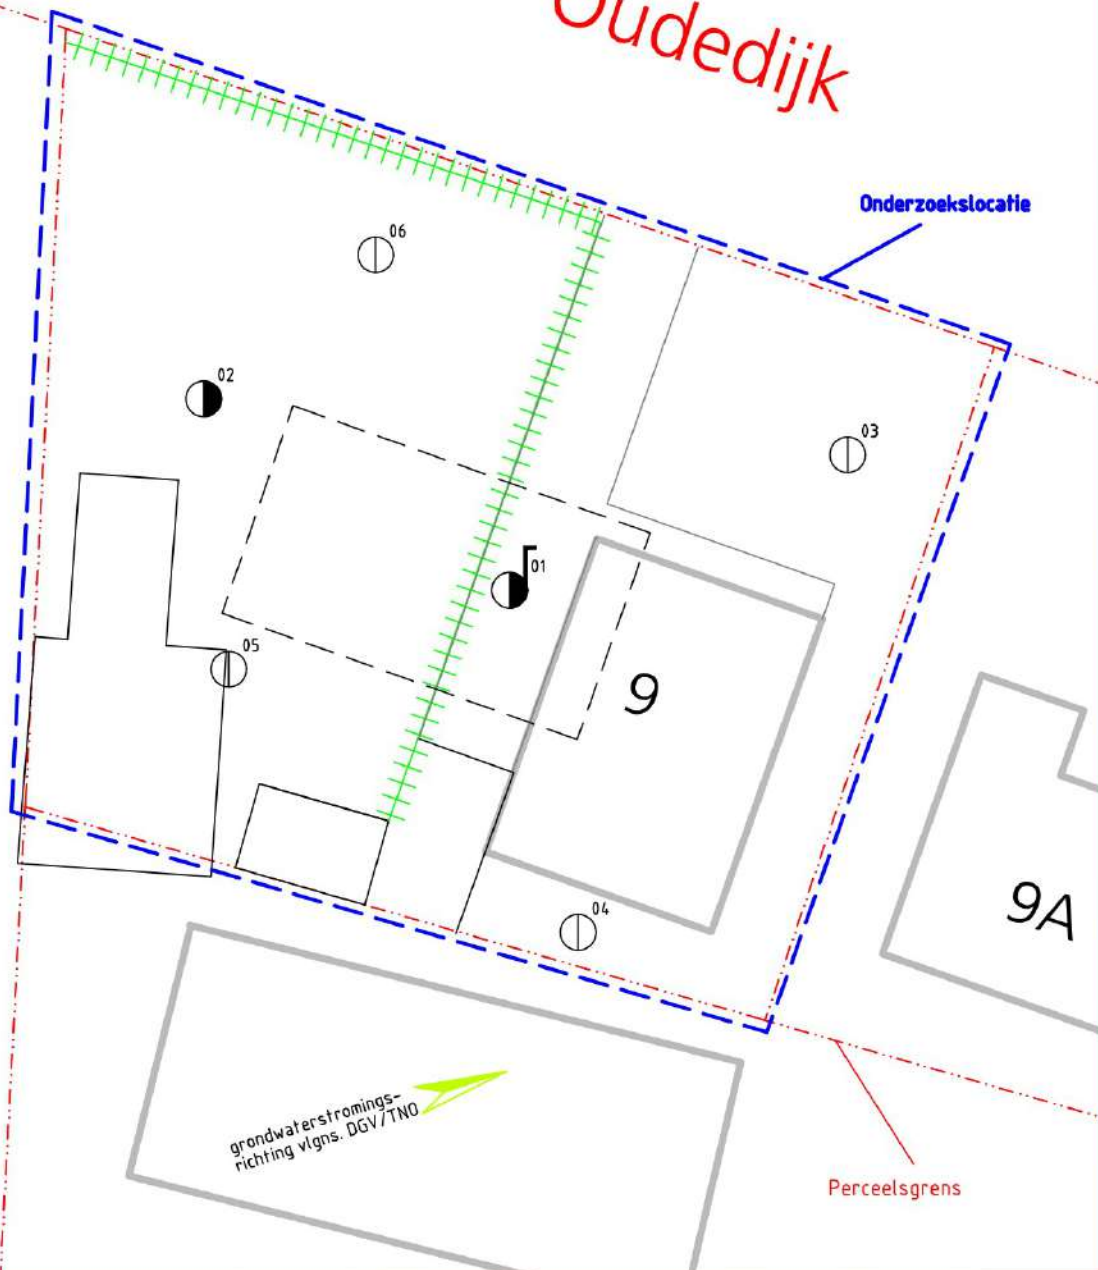 Oudedijk
Onderzoekslocatie
06
02
03
01
05
9
9A
04
grondwaterstromings-
richting vlgns. DGV/TNO
Perceelsgrens